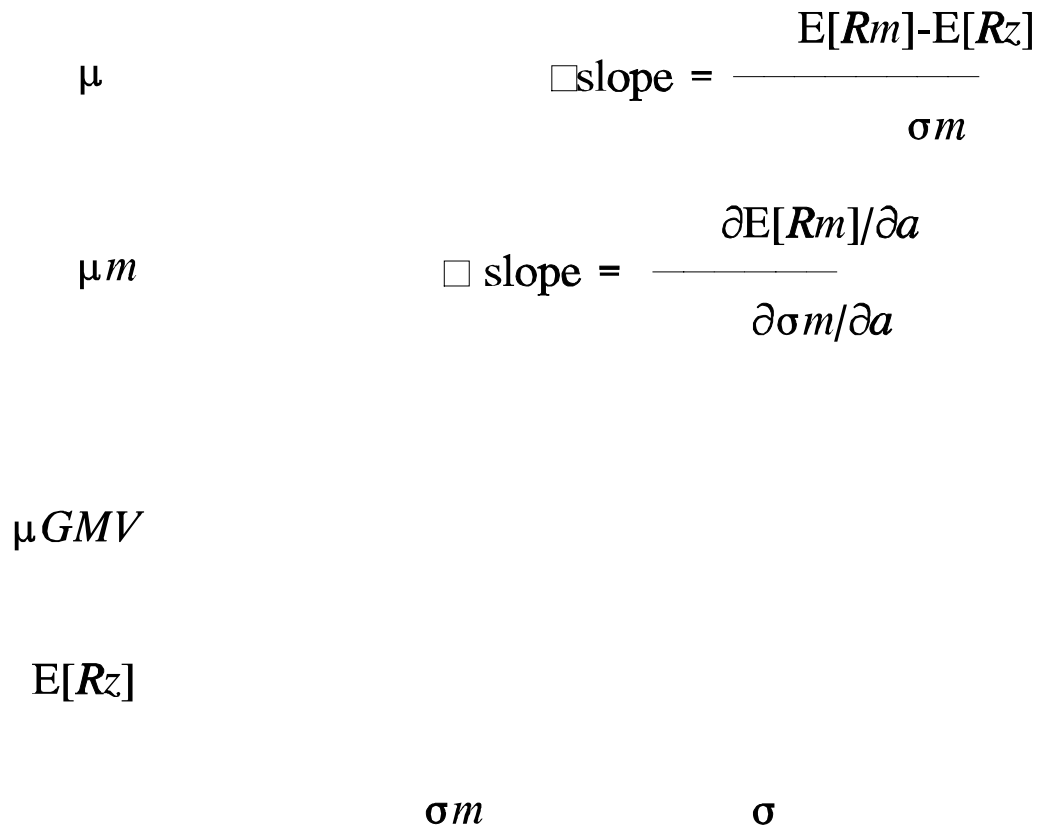 E[Rm]-E[Rz]
μ □slope = 
σm
∂E[Rm]/∂a
μm □ slope = 
∂σm/∂a
μGMV
E[Rz]
σm σ